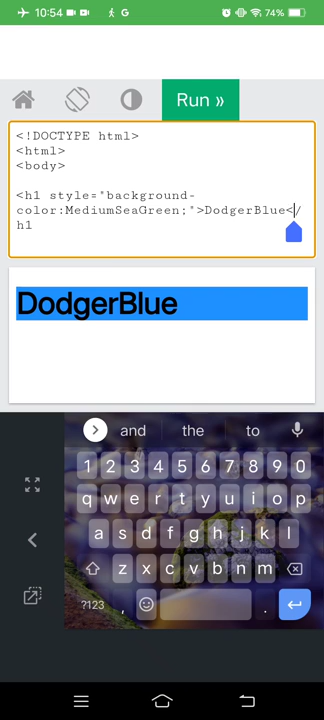 10:54
G
74%
Run »
<!DOCTYPE html>
<html>
<body>
<h1 style="background-
color:MediumSeaGreen;">DodgerBlue</
h1
DodgerBlue
and the to
1 2 3 4 5 6 7 8 9 0
q w e r t y u i o p
a s d f g h j k l
z x c v b n m
?123 , .